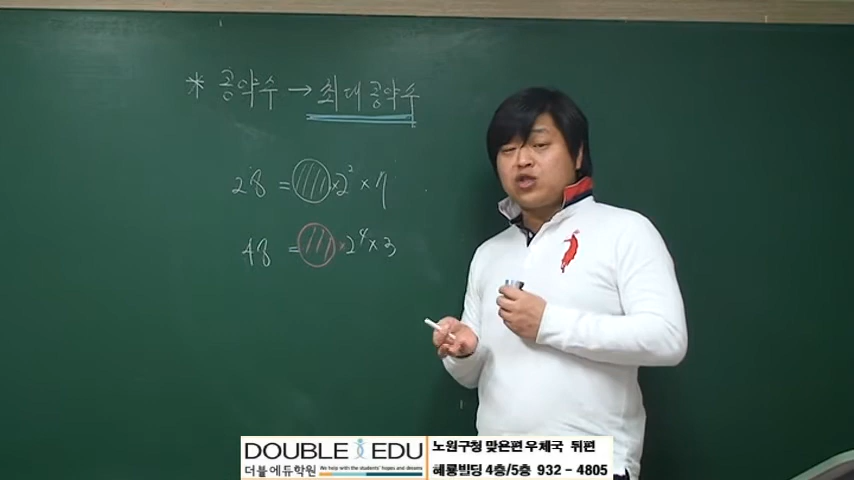 * 공약수 → 최대공약수
28 = × 2² × 7
48 = × 2⁴ × 3
DOUBLE EDU
더블에듀학원 We help with the students' hopes and dreams
노원구청 맞은편 우체국 뒤편
혜룡빌딩 4층/5층 932 - 4805